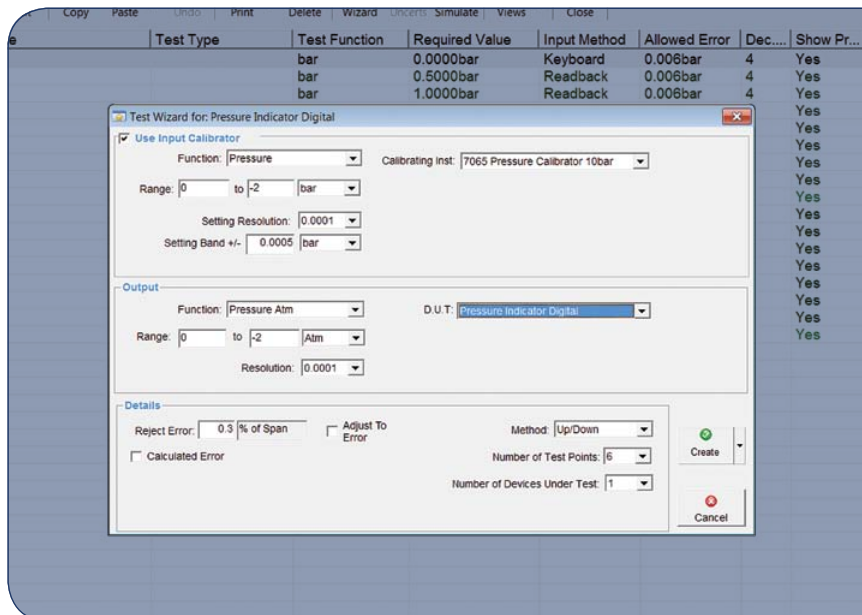 Copy Paste Undo Print Delete Wizard Uncerts Simulate Views Close
e Test Type Test Function Required Value Input Method Allowed Error Dec.... Show Pr...
bar 0.0000bar Keyboard 0.006bar 4 Yes
bar 0.5000bar Readback 0.006bar 4 Yes
bar 1.0000bar Readback 0.006bar 4 Yes
Yes
Test Wizard for: Pressure Indicator Digital
Yes
Use Input Calibrator
Yes
Function: Pressure Calibrating Inst: 7065 Pressure Calibrator 10bar
Yes
Yes
Range: 0 to -2 bar
Yes
Yes
Setting Resolution: 0.0001
Yes
Setting Band +/- 0.0005 bar
Yes
Yes
Yes
Output
Yes
Function: Pressure Atm D.U.T: Pressure Indicator Digital
Yes
Yes
Range: 0 to -2 Atm
Yes
Resolution: 0.0001
Details
Reject Error: 0.3 % of Span Adjust To Error Method: Up/Down
Calculated Error Number of Test Points: 6
Create
Number of Devices Under Test: 1
Cancel